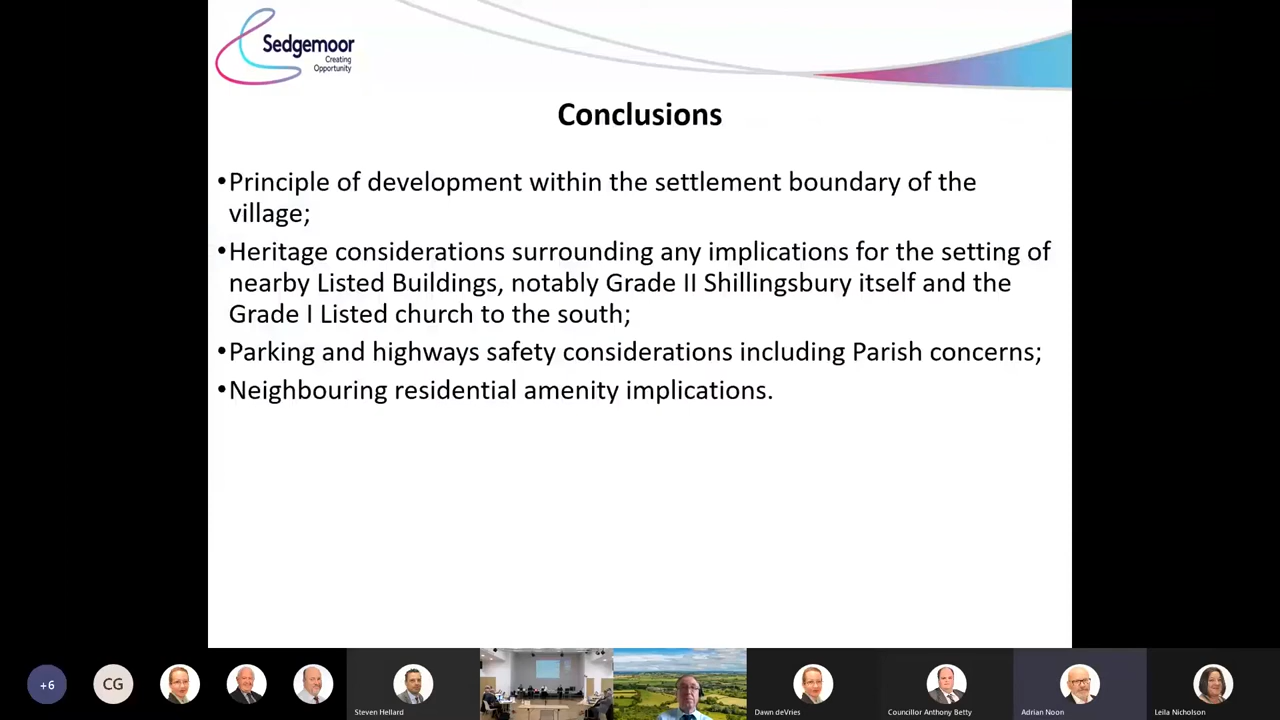 Sedgemoor
Creating
Opportunity
Conclusions
•Principle of development within the settlement boundary of the
village;
•Heritage considerations surrounding any implications for the setting of
nearby Listed Buildings, notably Grade II Shillingsbury itself and the
Grade I Listed church to the south;
•Parking and highways safety considerations including Parish concerns;
•Neighbouring residential amenity implications.
+6
CG
Steven Hellard
Dawn deVries
Councillor Anthony Betty
Adrian Noon
Leila Nicholson